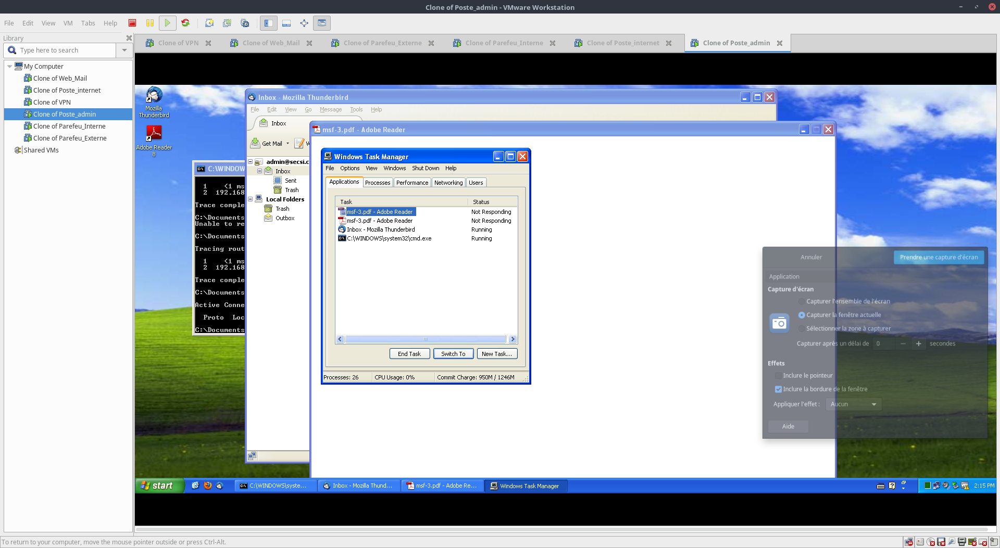 Clone of Poste_admin - VMware Workstation
File Edit View VM Tabs Help
Library
Type here to search
My Computer
Clone of Web_Mail
Clone of Poste_internet
Clone of VPN
Clone of Poste_admin
Clone of Parefeu_Interne
Clone of Parefeu_Externe
Shared VMs
Clone of VPN
Clone of Web_Mail
Clone of Parefeu_Externe
Clone of Parefeu_Interne
Clone of Poste_internet
Clone of Poste_admin
Mozilla
Thunderbird
Adobe Reader
8
C:\WINDOW
1 <1 ms
2 192.168
Trace comple
C:\Documents
Unable to re
C:\Documents
Tracing rout
1 <1 ms
2 192.168
Trace comple
C:\Documents
Active Conne
Proto Loc
C:\Documents
Inbox - Mozilla Thunderbird
File Edit View Go Message Tools Help
Inbox
Get Mail
W
admin@secsi.c
Inbox
Sent
Trash
Local Folders
Trash
Outbox
msf-3.pdf - Adobe Reader
Windows Task Manager
File Options View Windows Shut Down Help
Applications Processes Performance Networking Users
Task Status
msf-3.pdf - Adobe Reader Not Responding
msf-3.pdf - Adobe Reader Not Responding
Inbox - Mozilla Thunderbird Running
C:\WINDOWS\system32\cmd.exe Running
End Task Switch To New Task...
Processes: 26 CPU Usage: 0% Commit Charge: 950M / 1246M
Annuler Prendre une capture d'écran
Application
Capture d'écran
Capturer l'ensemble de l'écran
Capturer la fenêtre actuelle
Sélectionner la zone à capturer
Capturer après un délai de 0 − + secondes
Effets
Inclure le pointeur
Inclure la bordure de la fenêtre
Appliquer l'effet : Aucun
Aide
start
C:\WINDOWS\syste...
Inbox - Mozilla Thund...
msf-3.pdf - Adobe Re...
Windows Task Manager
2:15 PM
To return to your computer, move the mouse pointer outside or press Ctrl-Alt.